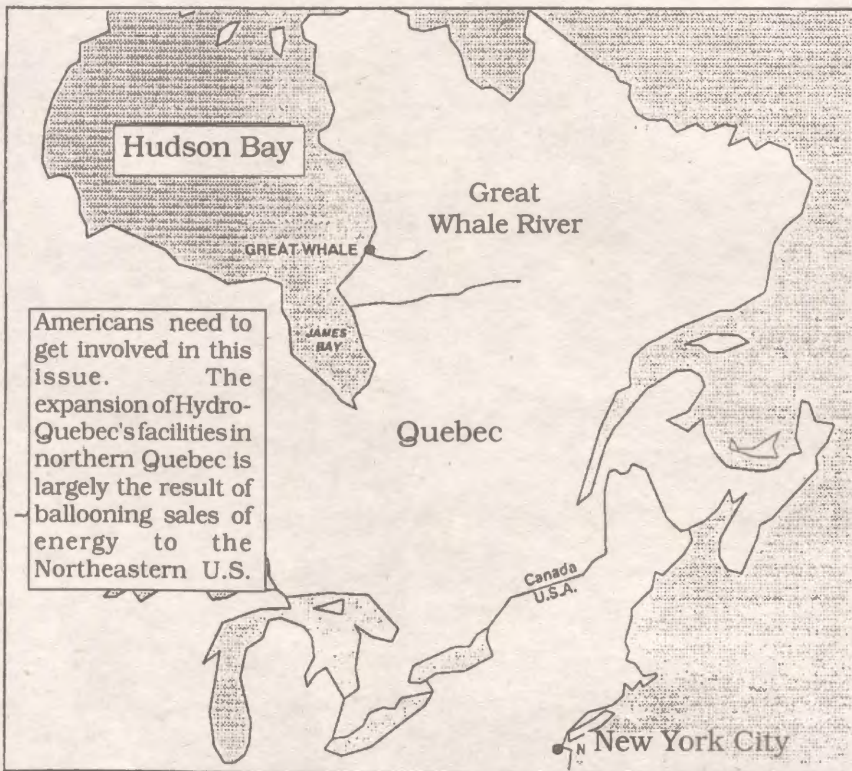 Hudson Bay
Great
Whale River
GREAT WHALE
JAMES
BAY
Americans need to
get involved in this
issue. The
expansion of Hydro-
Quebec's facilities in
northern Quebec is
largely the result of
ballooning sales of
energy to the
Northeastern U.S.
Quebec
Canada
U.S.A.
N
New York City